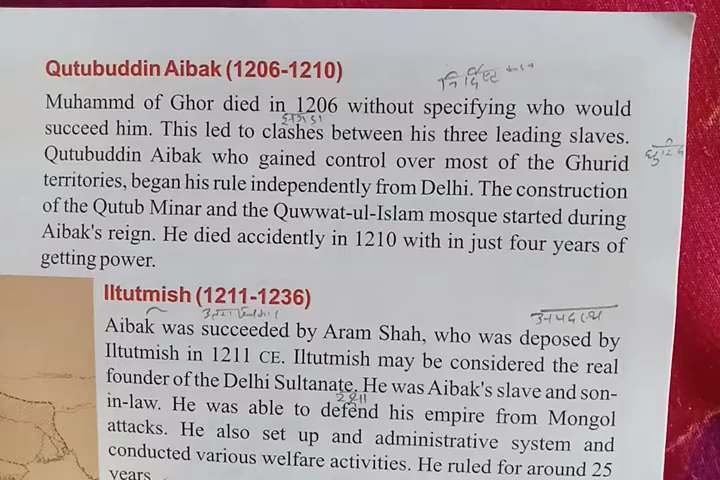 Qutubuddin Aibak (1206-1210)
निर्दिष्ट करना
Muhammd of Ghor died in 1206 without specifying who would
झगड़ा
succeed him. This led to clashes between his three leading slaves.
Qutubuddin Aibak who gained control over most of the Ghurid
territories, began his rule independently from Delhi. The construction
of the Qutub Minar and the Quwwat-ul-Islam mosque started during
Aibak's reign. He died accidently in 1210 with in just four years of
getting power.
Iltutmish (1211-1236)
Aibak was succeeded by Aram Shah, who was deposed by
Iltutmish in 1211 CE. Iltutmish may be considered the real
founder of the Delhi Sultanate. He was Aibak's slave and son-
रक्षा
in-law. He was able to defend his empire from Mongol
attacks. He also set up and administrative system and
conducted various welfare activities. He ruled for around 25
years